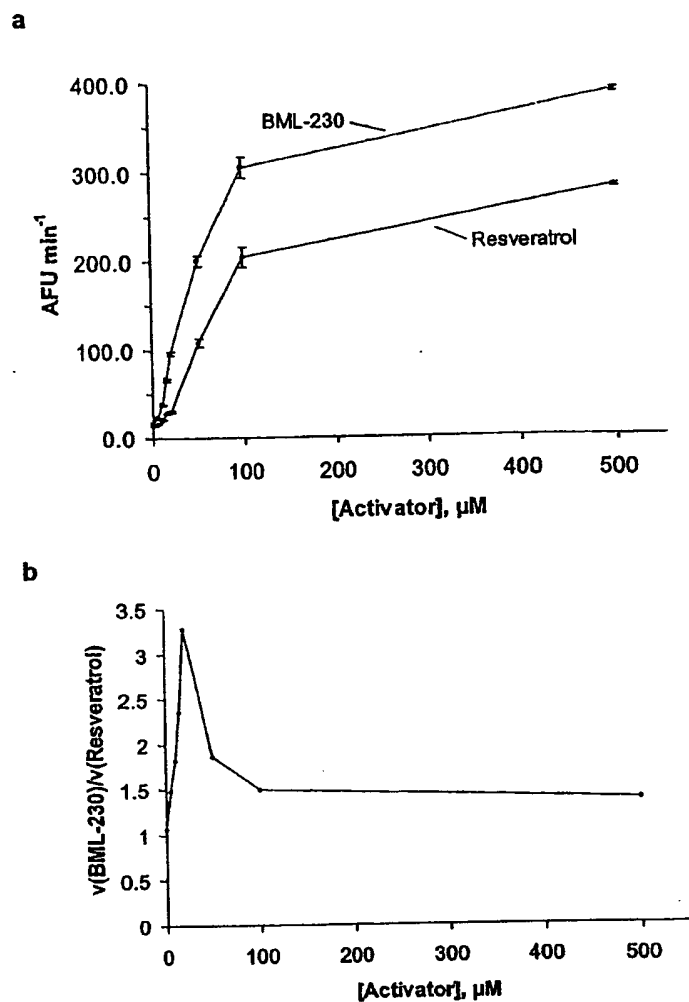 a
400.0
300.0
200.0
100.0
0.0
AFU min⁻¹
BML-230
Resveratrol
0 100 200 300 400 500
[Activator], µM
b
3.5
3
2.5
2
1.5
1
0.5
0
v(BML-230)/v(Resveratrol)
0 100 200 300 400 500
[Activator], µM